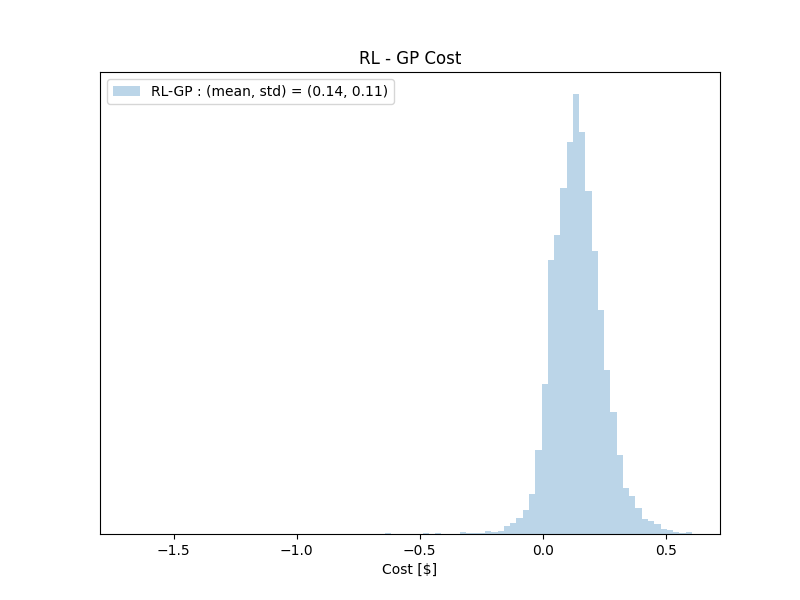 RL - GP Cost
RL-GP : (mean, std) = (0.14, 0.11)
−1.5 −1.0 −0.5 0.0 0.5
Cost [$]